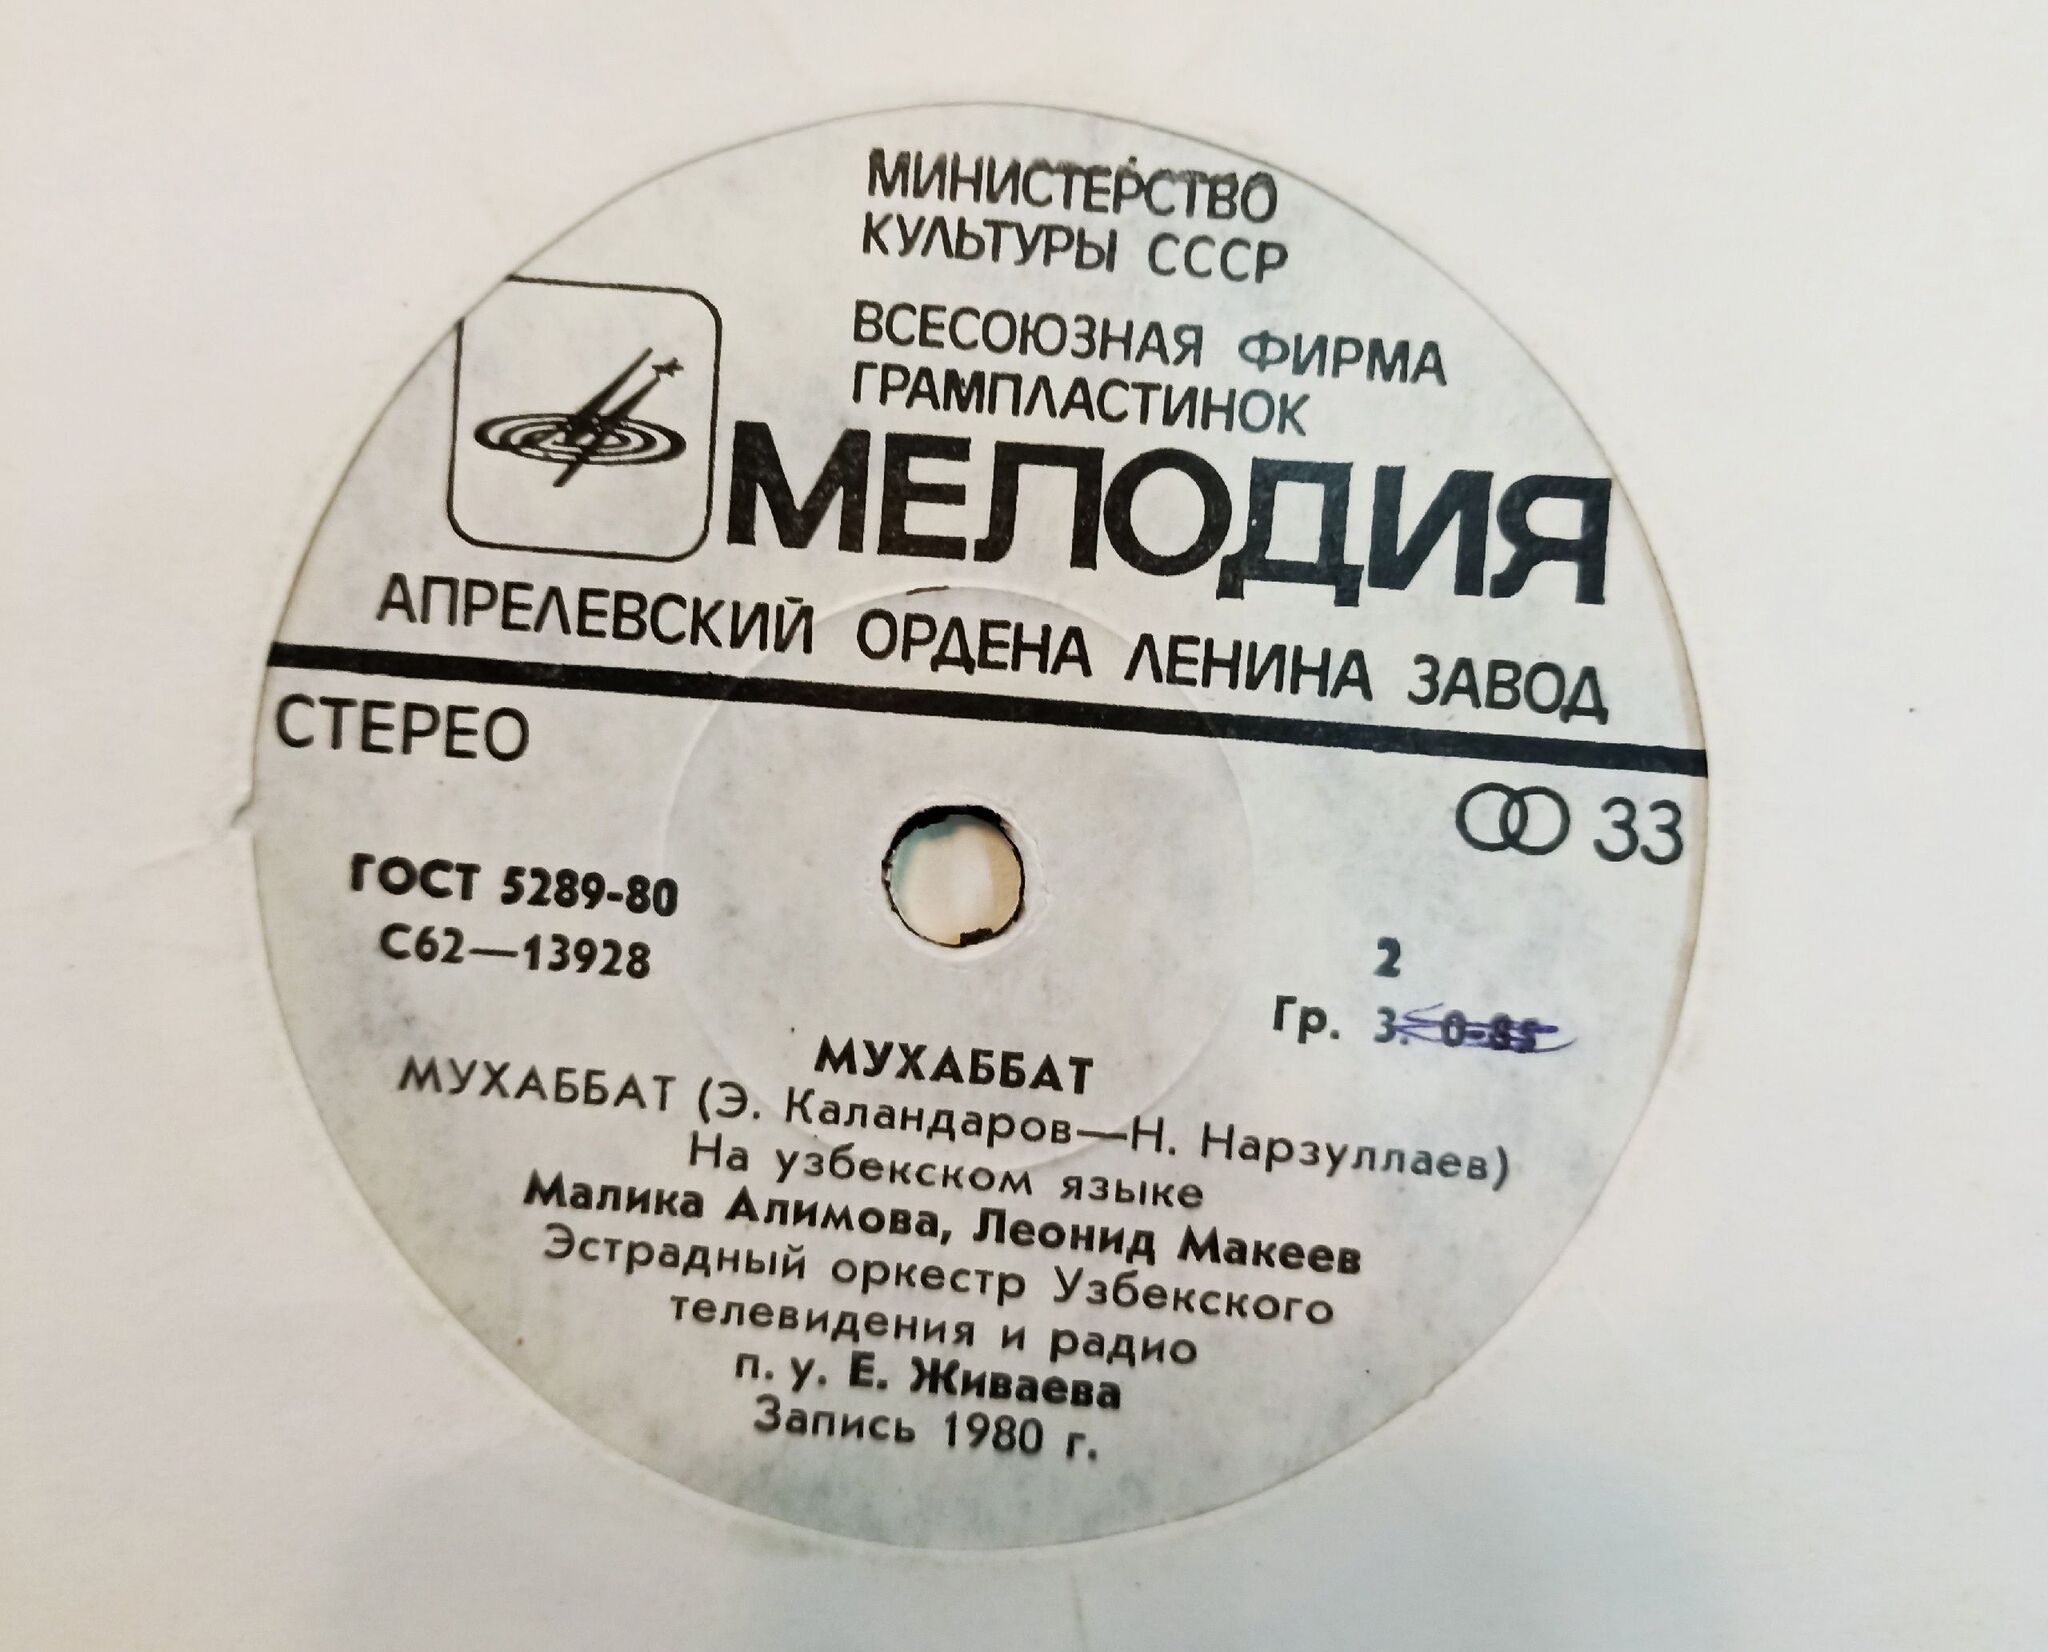 МИНИСТЕРСТВО
КУЛЬТУРЫ СССР
ВСЕСОЮЗНАЯ ФИРМА
ГРАМПЛАСТИНОК
МЕЛОДИЯ
АПРЕЛЕВСКИЙ ОРДЕНА ЛЕНИНА ЗАВОД
СТЕРЕО
33
ГОСТ 5289-80
С62—13928
2
Гр. 3.
МУХАББАТ
МУХАББАТ (Э. Каландаров—Н. Нарзуллаев)
На узбекском языке
Малика Алимова, Леонид Макеев
Эстрадный оркестр Узбекского
телевидения и радио
п. у. Е. Живаева
Запись 1980 г.